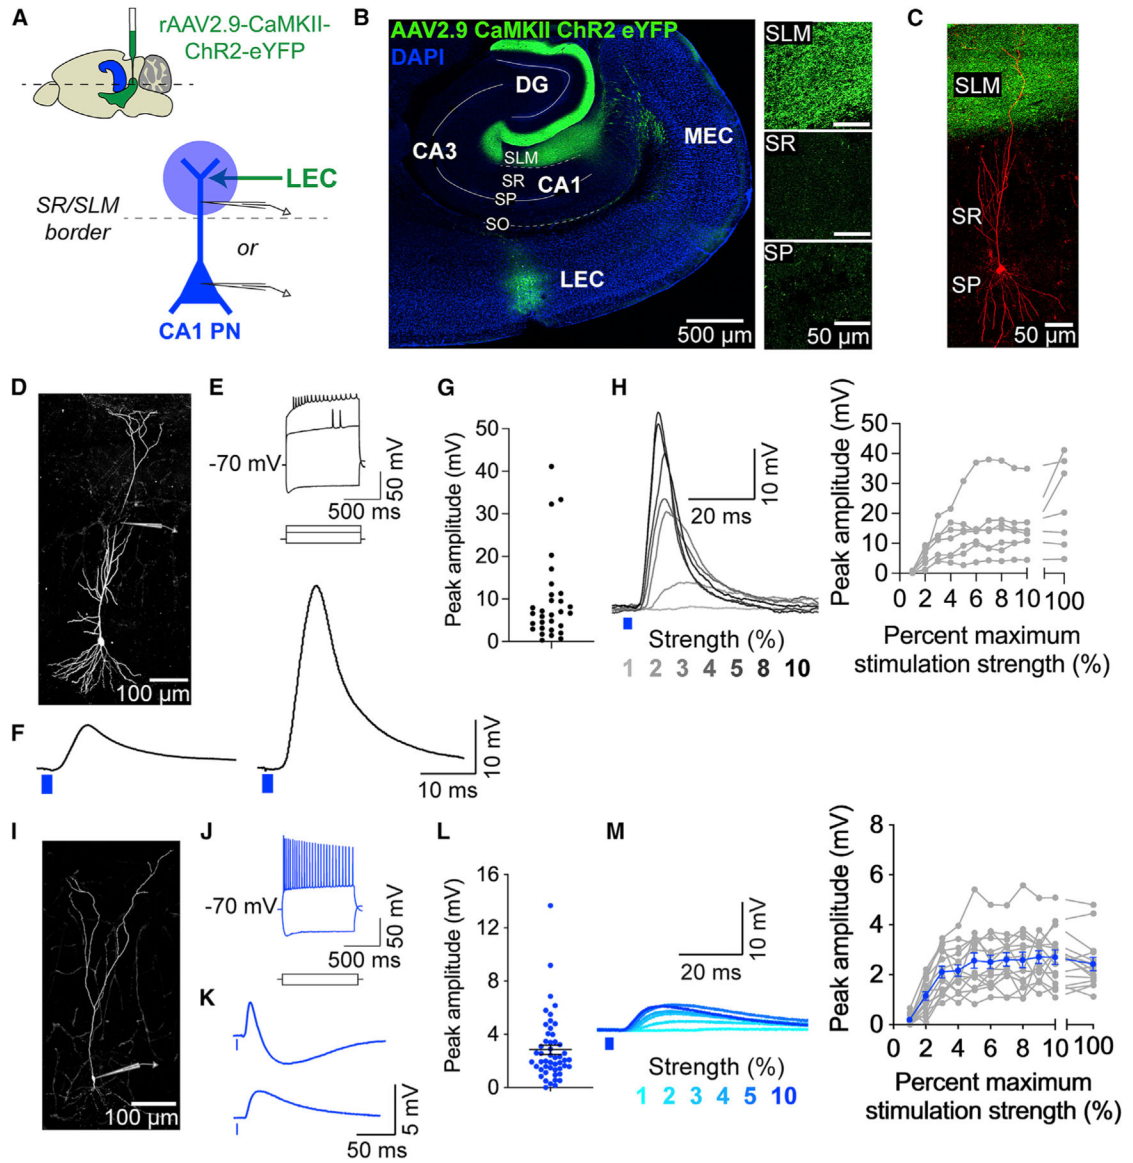 A
rAAV2.9-CaMKII-
ChR2-eYFP
LEC
SR/SLM
border
or
CA1 PN
B
AAV2.9 CaMKII ChR2 eYFP
DAPI
DG
CA3
MEC
SLM
SR
CA1
SP
SO
LEC
500 µm
SLM
SR
SP
50 µm
C
SLM
SR
SP
50 µm
D
100 µm
E
-70 mV
50 mV
500 ms
F
10 mV
10 ms
G
Peak amplitude (mV)
50
40
30
20
10
0
H
10 mV
20 ms
Strength (%)
1 2 3 4 5 8 10
Peak amplitude (mV)
50
40
30
20
10
0
0 2 4 6 8 10 100
Percent maximum
stimulation strength (%)
I
100 µm
J
-70 mV
50 mV
500 ms
K
5 mV
50 ms
L
Peak amplitude (mV)
16
12
8
4
0
M
10 mV
20 ms
Strength (%)
1 2 3 4 5 10
Peak amplitude (mV)
8
6
4
2
0
0 2 4 6 8 10 100
Percent maximum
stimulation strength (%)